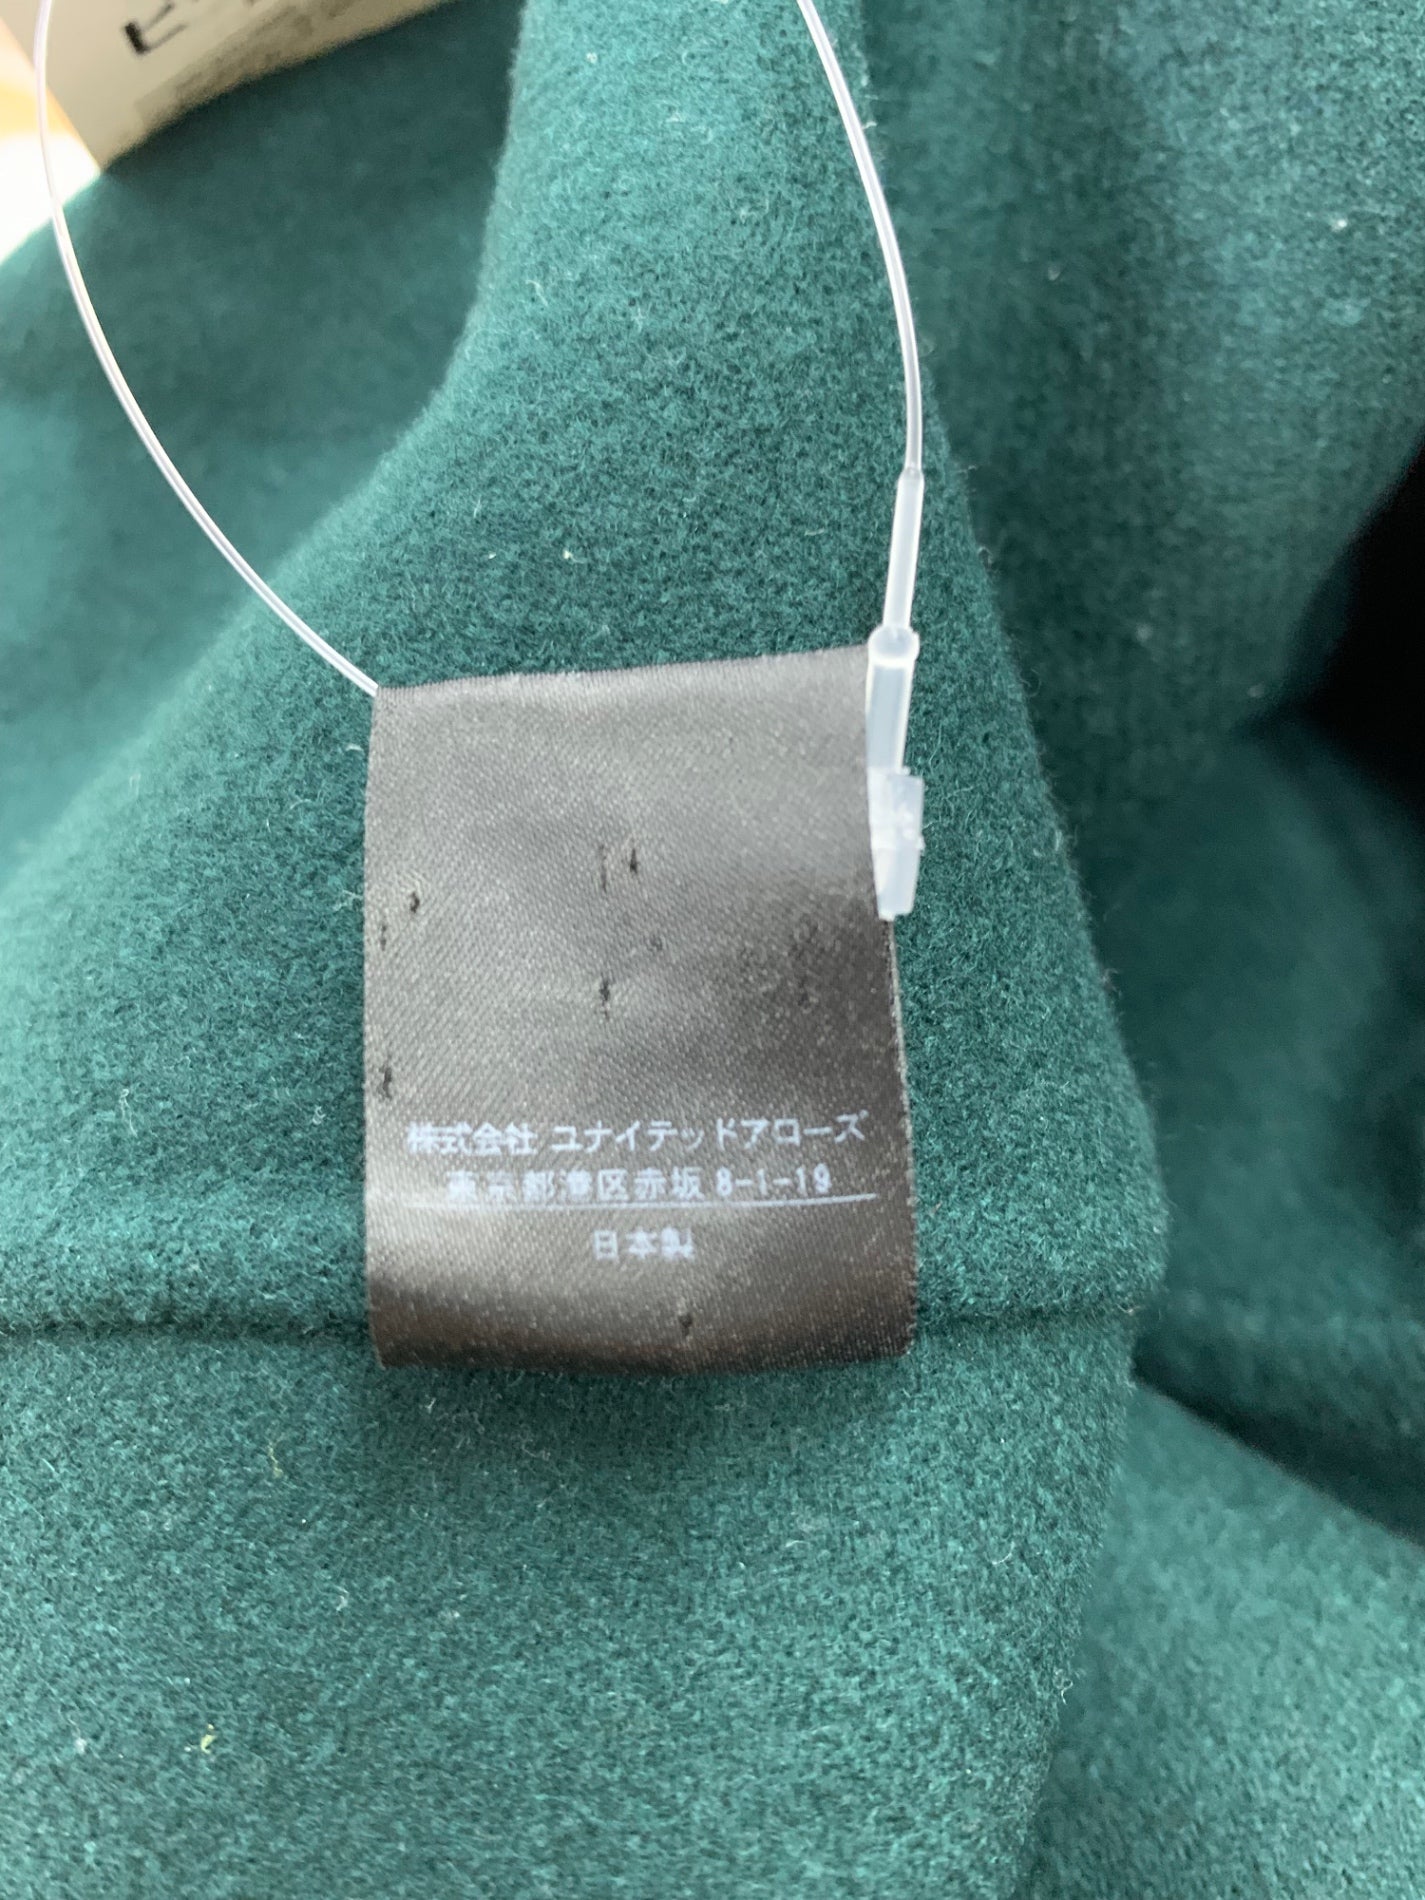 株式会社 ユナイテッドアローズ
東京都港区赤坂8-1-19
日本製